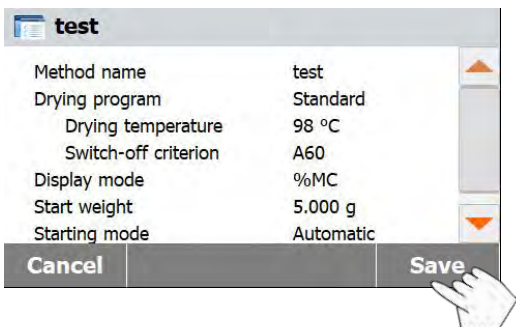 test
Method name test
Drying program Standard
Drying temperature 98 °C
Switch-off criterion A60
Display mode %MC
Start weight 5.000 g
Starting mode Automatic
Cancel Save